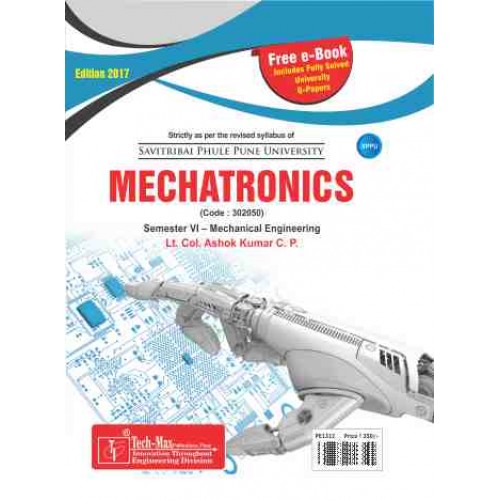 Free e-Book
Includes Fully Solved
University
Q-Papers
Edition 2017
Strictly as per the revised syllabus of
SAVITRIBAI PHULE PUNE UNIVERSITY
SPPU
MECHATRONICS
(Code : 302050)
Semester VI – Mechanical Engineering
Lt. Col. Ashok Kumar C. P.
Tech-Max
Innovation Throughout
Engineering Division
Price ₹ 350/-